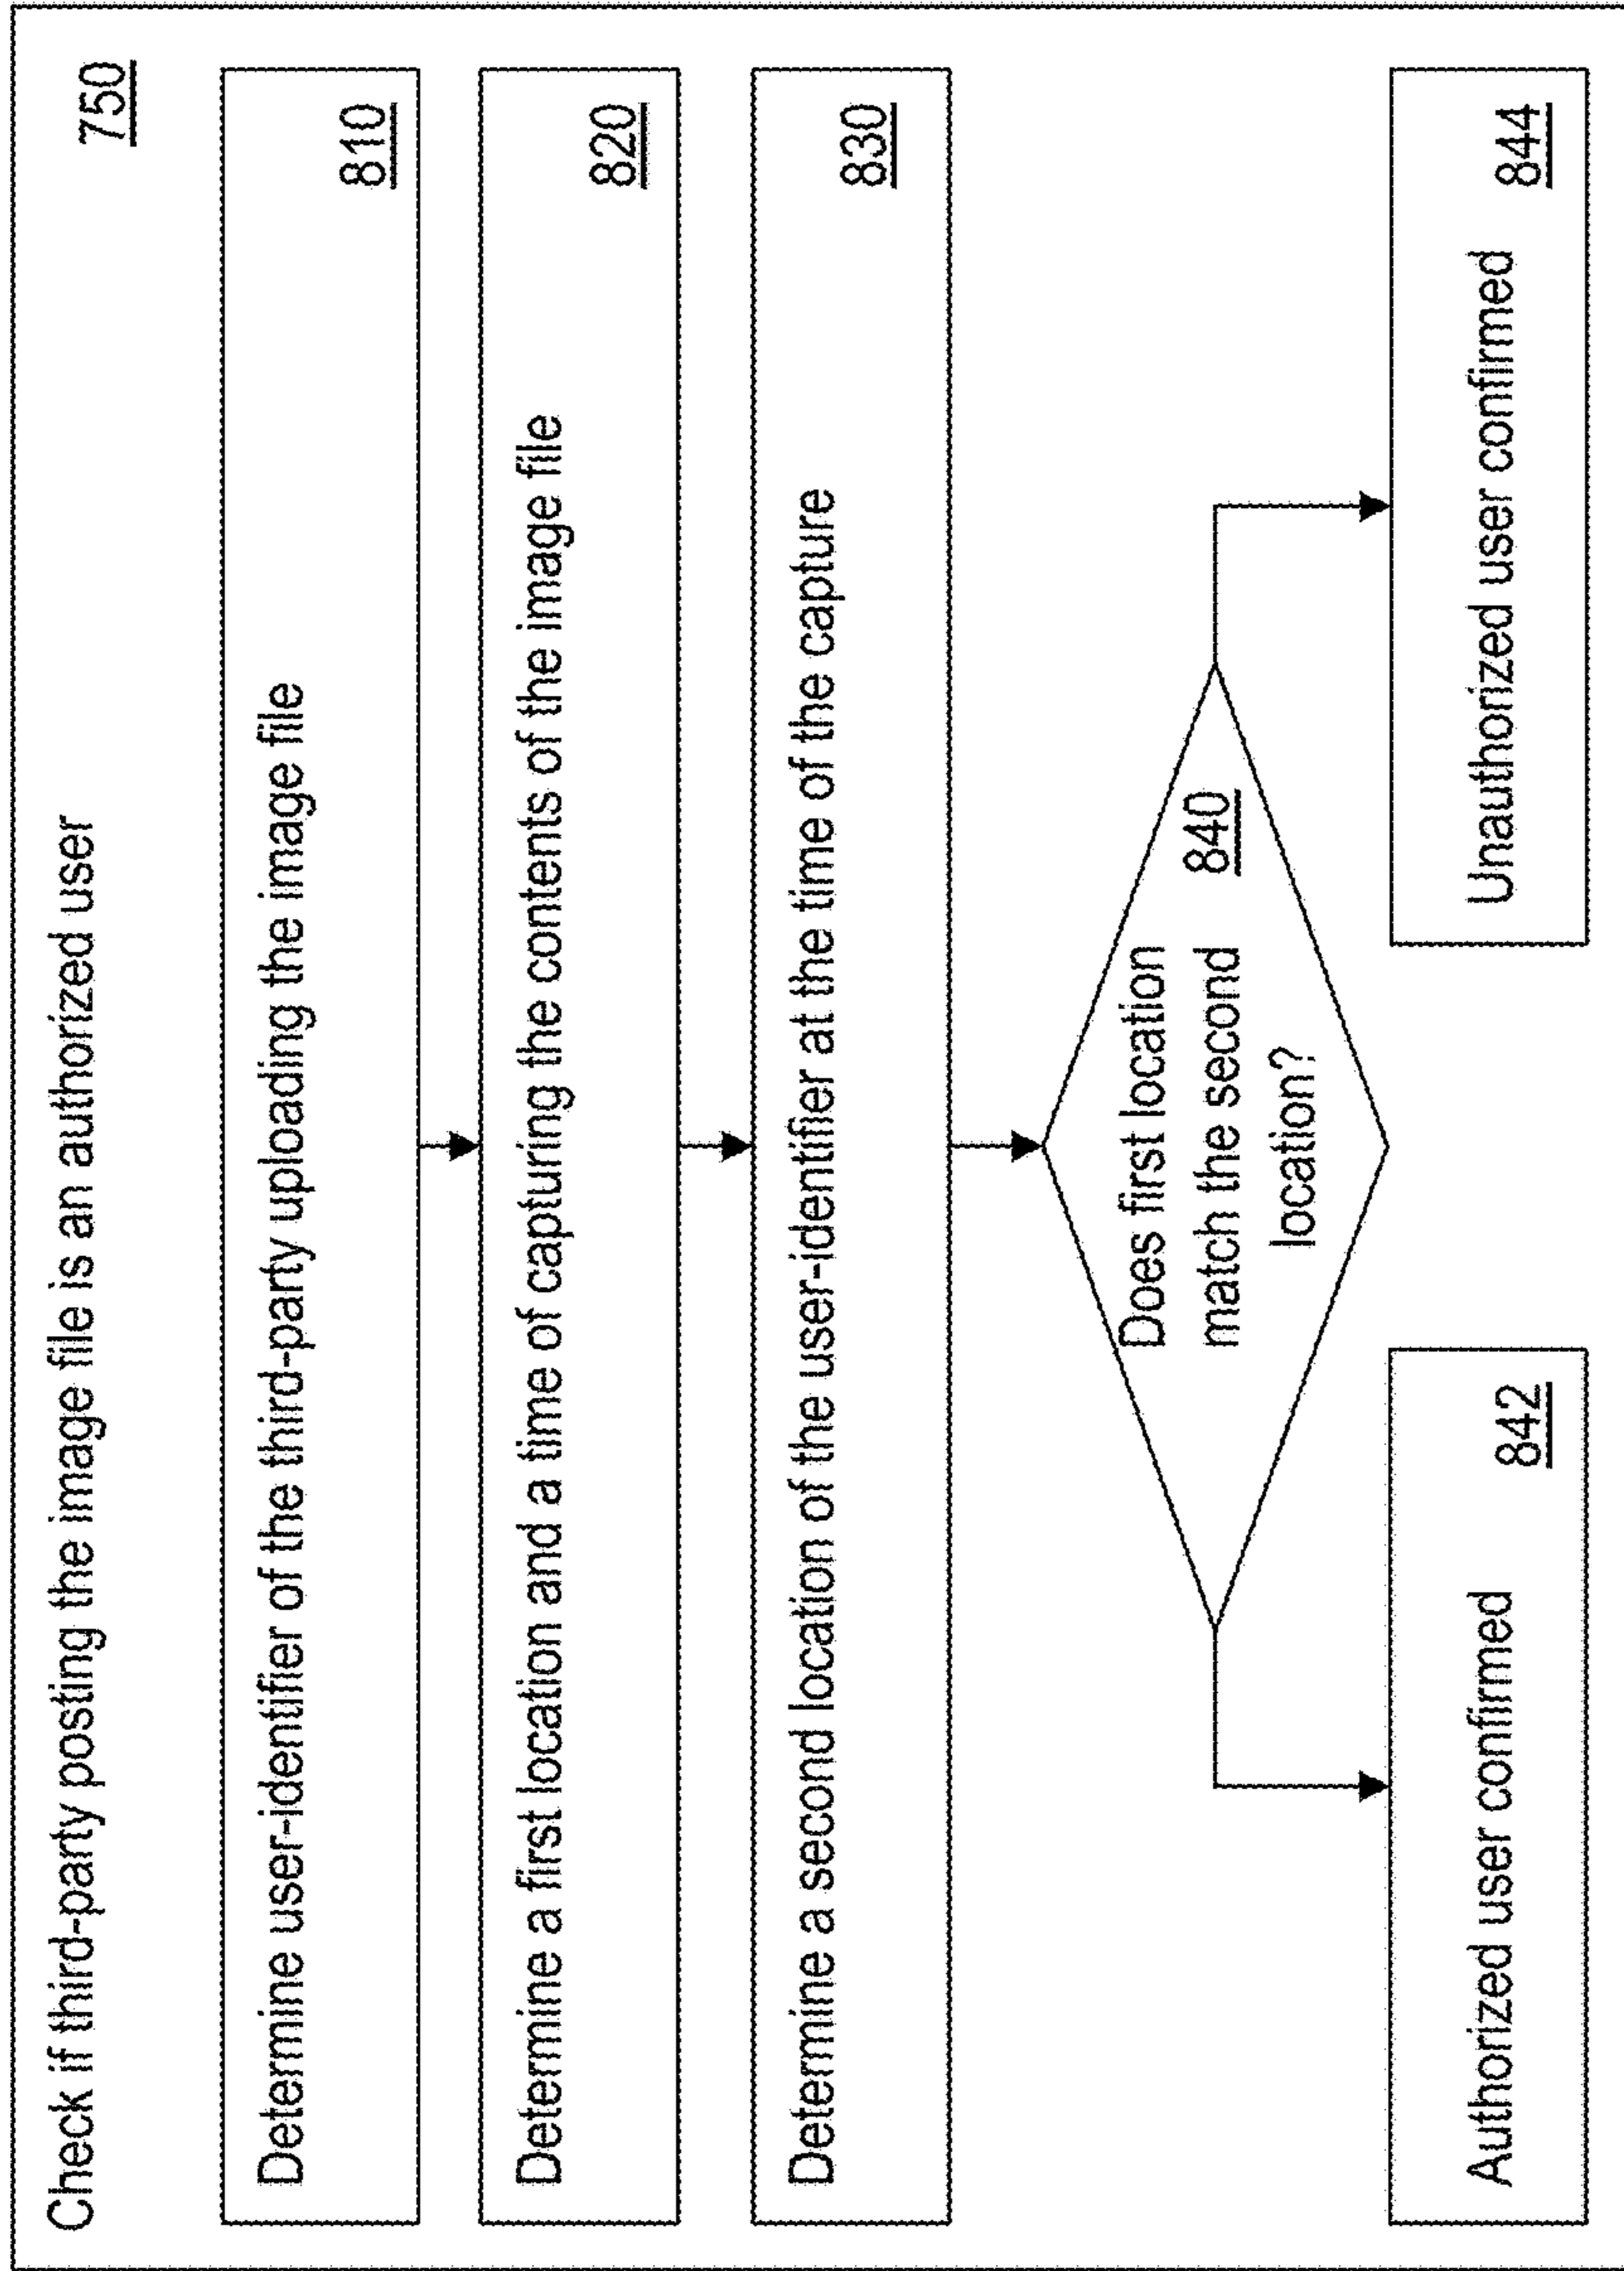 Check if third-party posting the image file is an authorized user
750
Determine user-identifier of the third-party uploading the image file
810
Determine a first location and a time of capturing the contents of the image file
820
Determine a second location of the user-identifier at the time of the capture
830
Does first location
match the second
location?
840
Authorized user confirmed
842
Unauthorized user confirmed
844